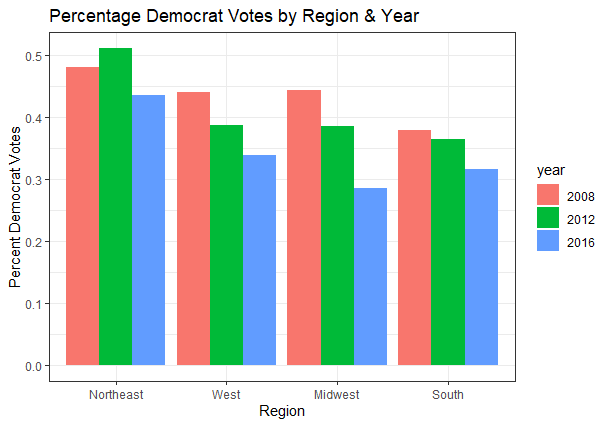 Percentage Democrat Votes by Region & Year
Percent Democrat Votes
0.5
0.4
0.3
0.2
0.1
0.0
Northeast West Midwest South
Region
year
2008
2012
2016